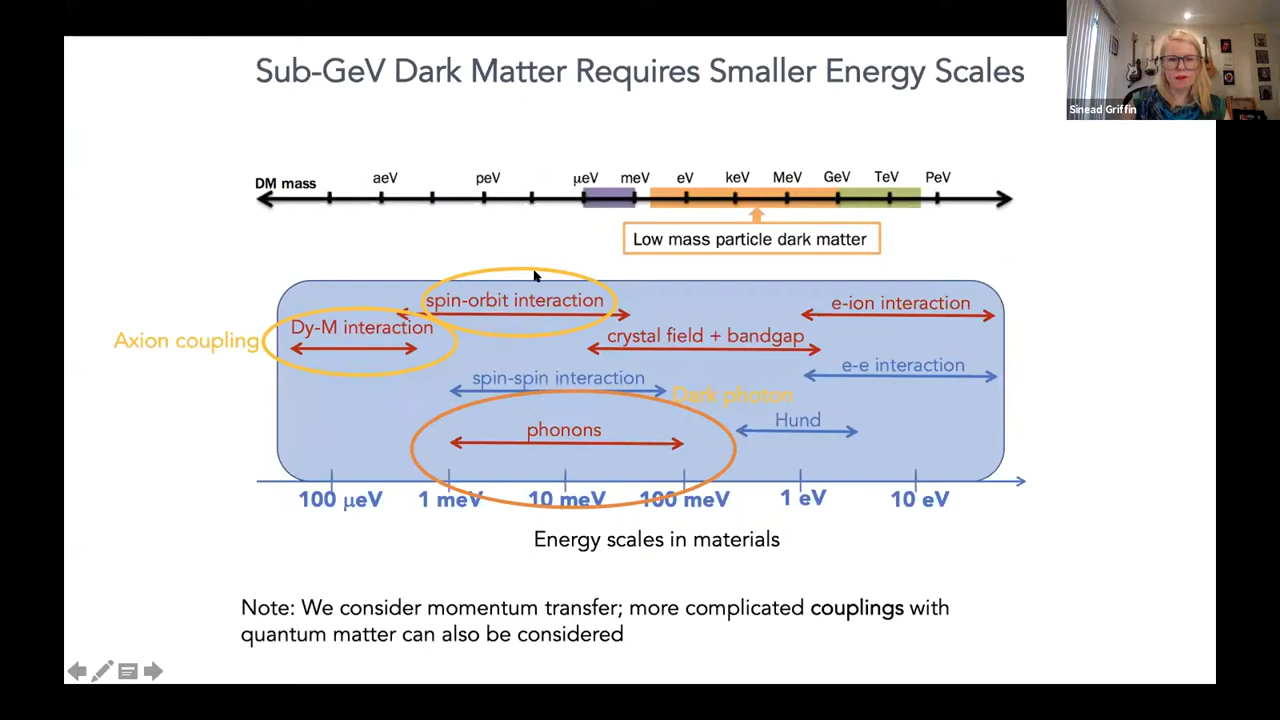 Sub-GeV Dark Matter Requires Smaller Energy Scales
Sinead Griffin
DM mass
aeV
peV
μeV
meV
eV
keV
MeV
GeV
TeV
PeV
Low mass particle dark matter
spin-orbit interaction
e-ion interaction
Dy-M interaction
Axion coupling
crystal field + bandgap
e-e interaction
spin-spin interaction
Dark photon
Hund
phonons
100 μeV
1 meV
10 meV
100 meV
1 eV
10 eV
Energy scales in materials
Note: We consider momentum transfer; more complicated couplings with
quantum matter can also be considered